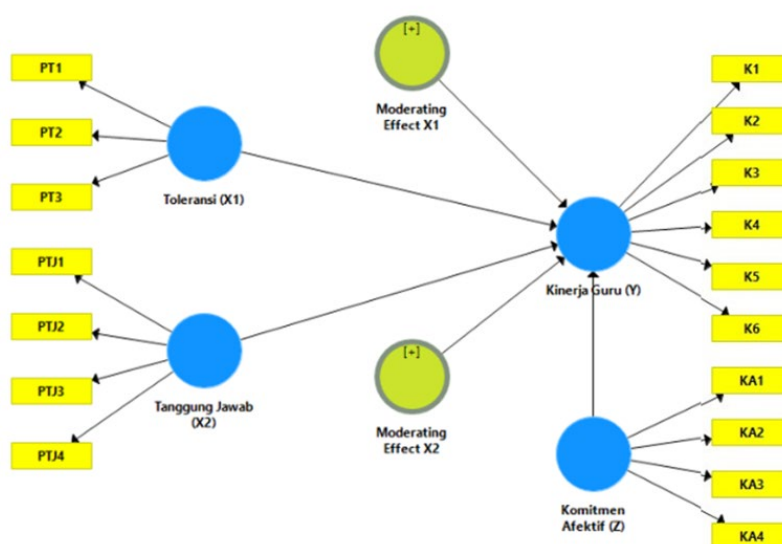 PT1
PT2
PT3
Toleransi (X1)
PTJ1
PTJ2
PTJ3
PTJ4
Tanggung Jawab
(X2)
[+]
Moderating
Effect X1
[+]
Moderating
Effect X2
Kinerja Guru (Y)
K1
K2
K3
K4
K5
K6
Komitmen
Afektif (Z)
KA1
KA2
KA3
KA4